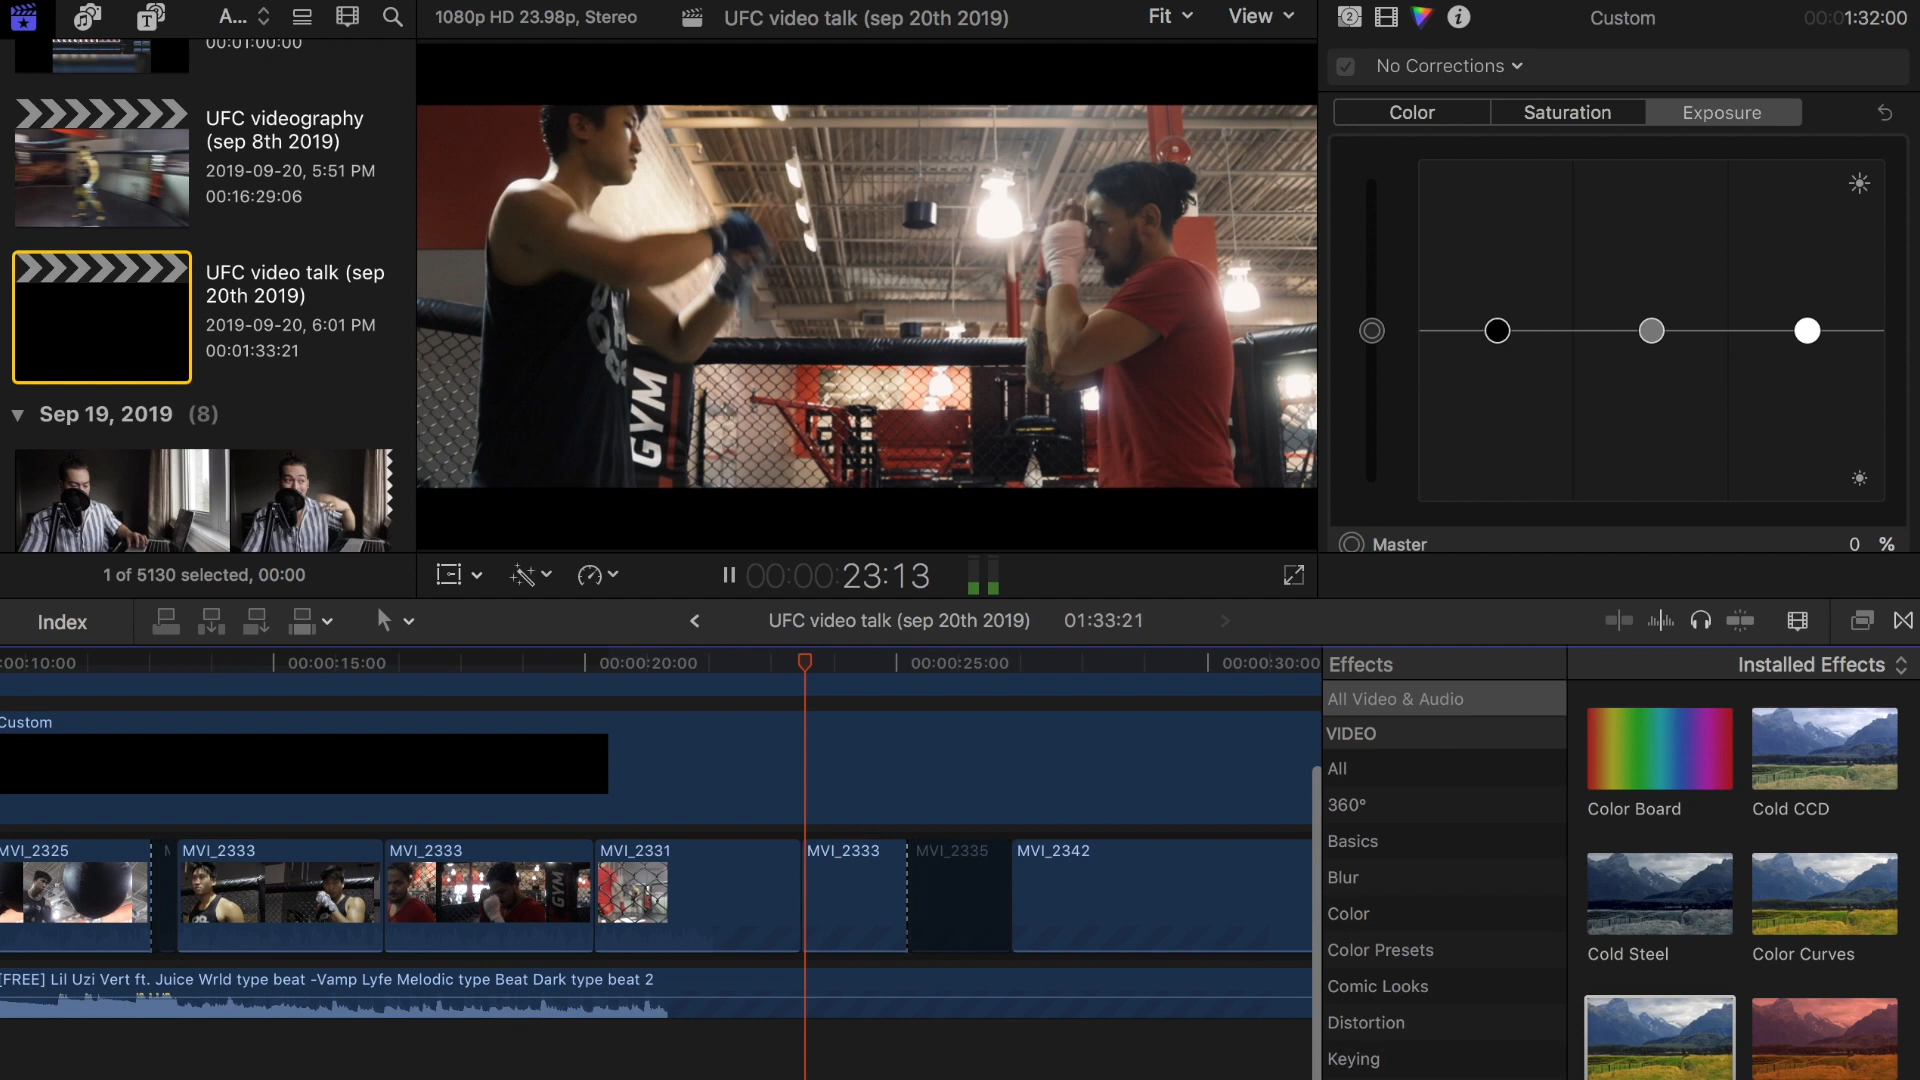 A...
1080p HD 23.98p, Stereo
UFC video talk (sep 20th 2019)
Fit
View
Custom
00:01:32:00
00:01:00:00
No Corrections
UFC videography
(sep 8th 2019)
2019-09-20, 5:51 PM
00:16:29:06
Color
Saturation
Exposure
UFC video talk (sep
20th 2019)
2019-09-20, 6:01 PM
00:01:33:21
GYM
Sep 19, 2019 (8)
Master
0 %
1 of 5130 selected, 00:00
00:00:23:13
Index
UFC video talk (sep 20th 2019)
01:33:21
:00:10:00
00:00:15:00
00:00:20:00
00:00:25:00
00:00:30:00
Effects
Installed Effects
All Video & Audio
VIDEO
All
360°
Basics
Blur
Color
Color Presets
Comic Looks
Distortion
Keying
Color Board
Cold CCD
Cold Steel
Color Curves
Custom
MVI_2325
MVI_2333
MVI_2333
MVI_2331
MVI_2333
MVI_2335
MVI_2342
GYM
[FREE] Lil Uzi Vert ft. Juice Wrld type beat -Vamp Lyfe Melodic type Beat Dark type beat 2